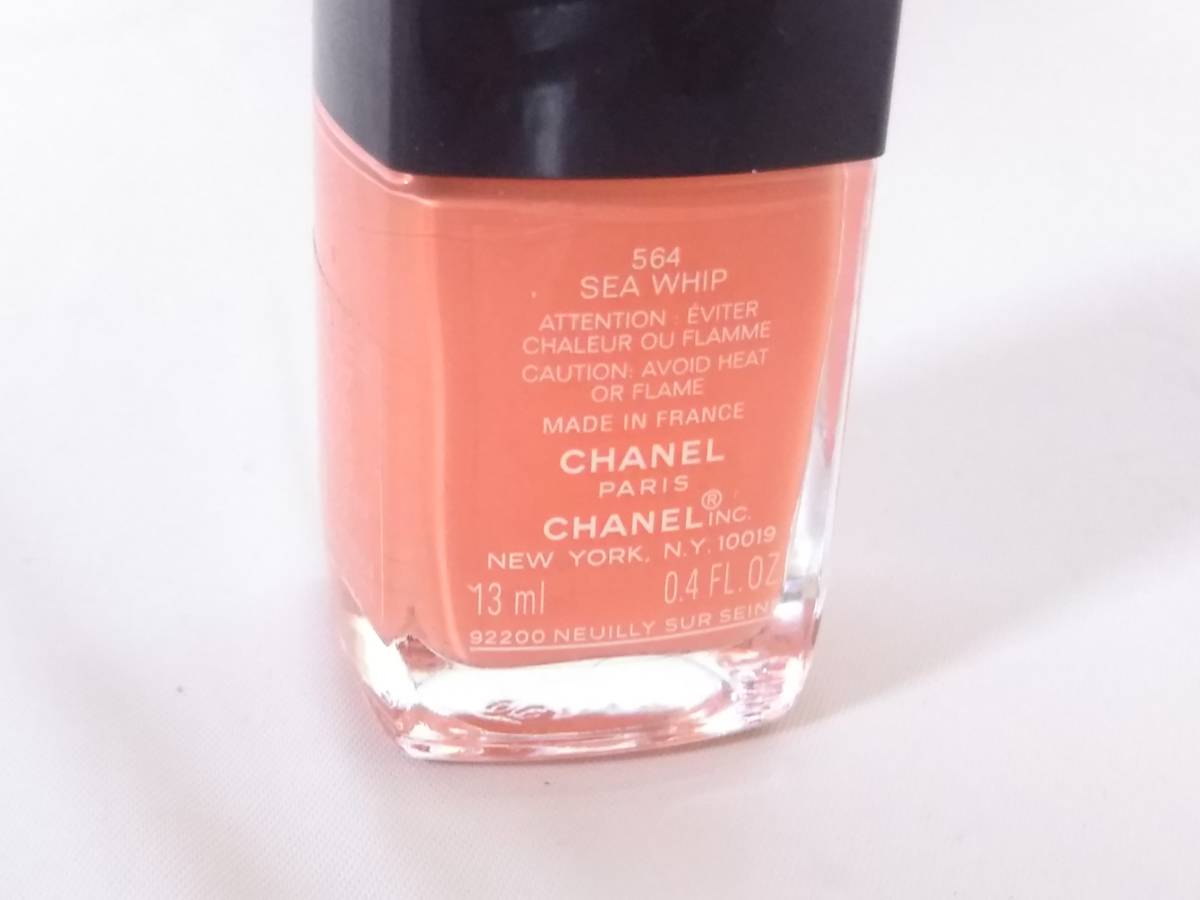 564
SEA WHIP
ATTENTION : ÉVITER
CHALEUR OU FLAMME
CAUTION: AVOID HEAT
OR FLAME
MADE IN FRANCE
CHANEL
PARIS
CHANEL® INC.
NEW YORK, N.Y. 10019
13 ml 0.4 FL.OZ
92200 NEUILLY SUR SEIN